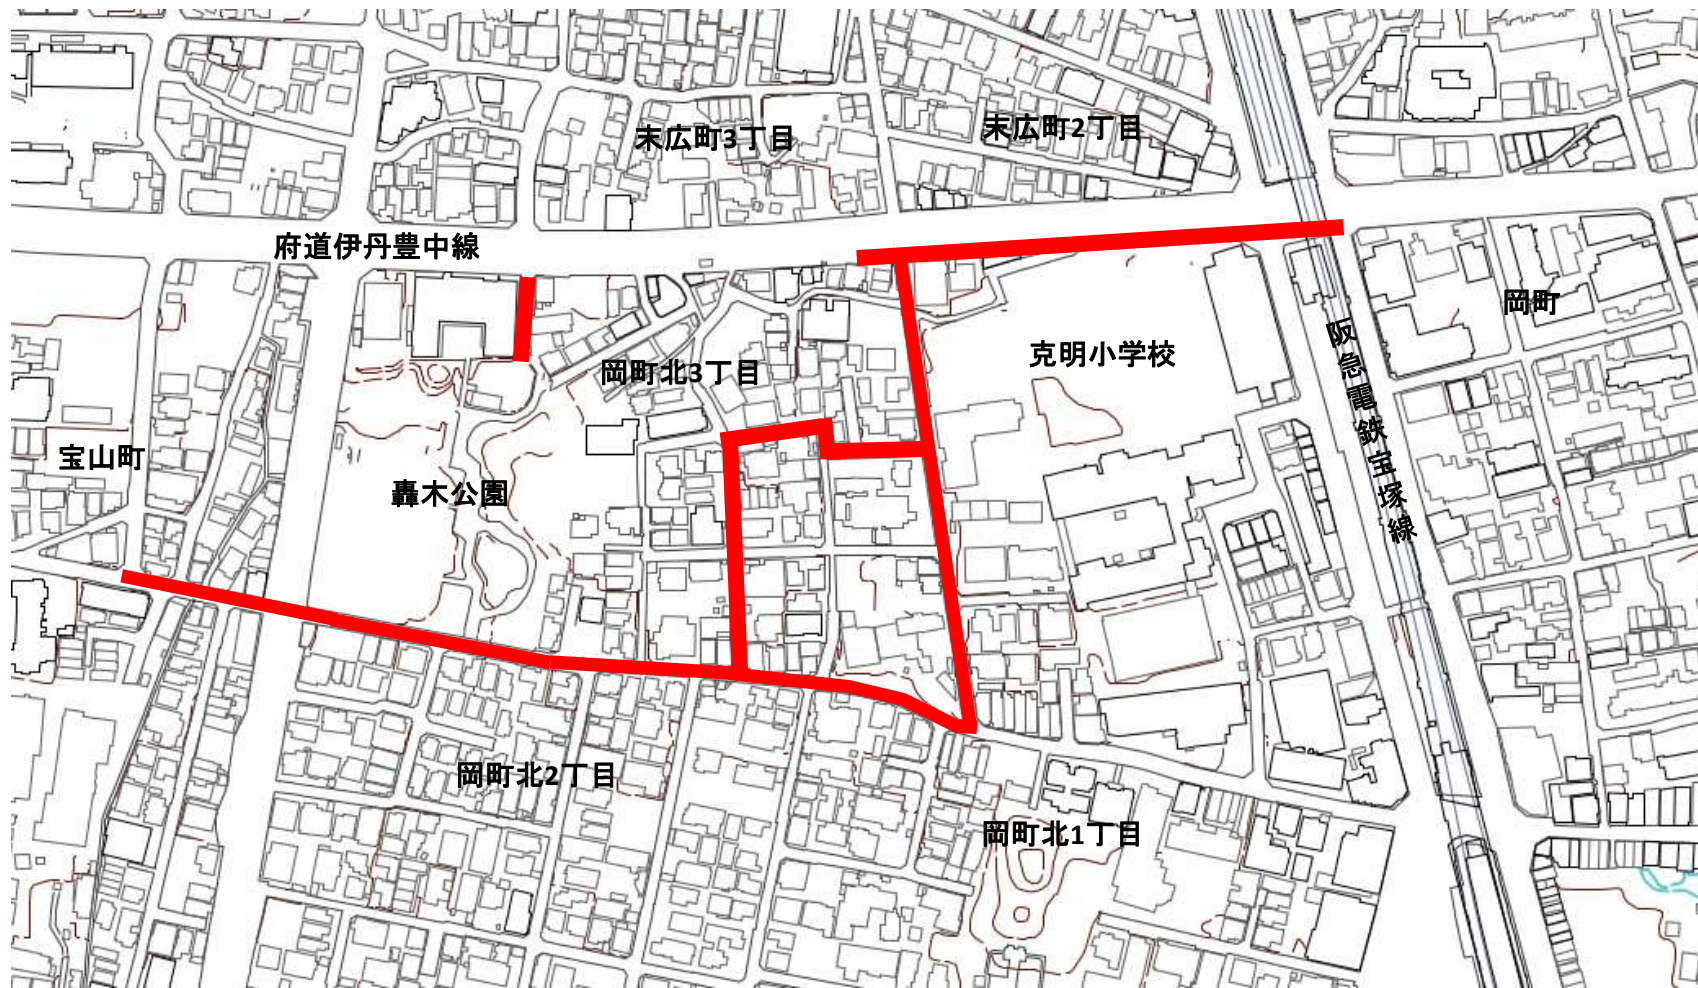 末広町3丁目
末広町2丁目
府道伊丹豊中線
岡町
克明小学校
阪急電鉄宝塚線
岡町北3丁目
宝山町
轟木公園
岡町北2丁目
岡町北1丁目